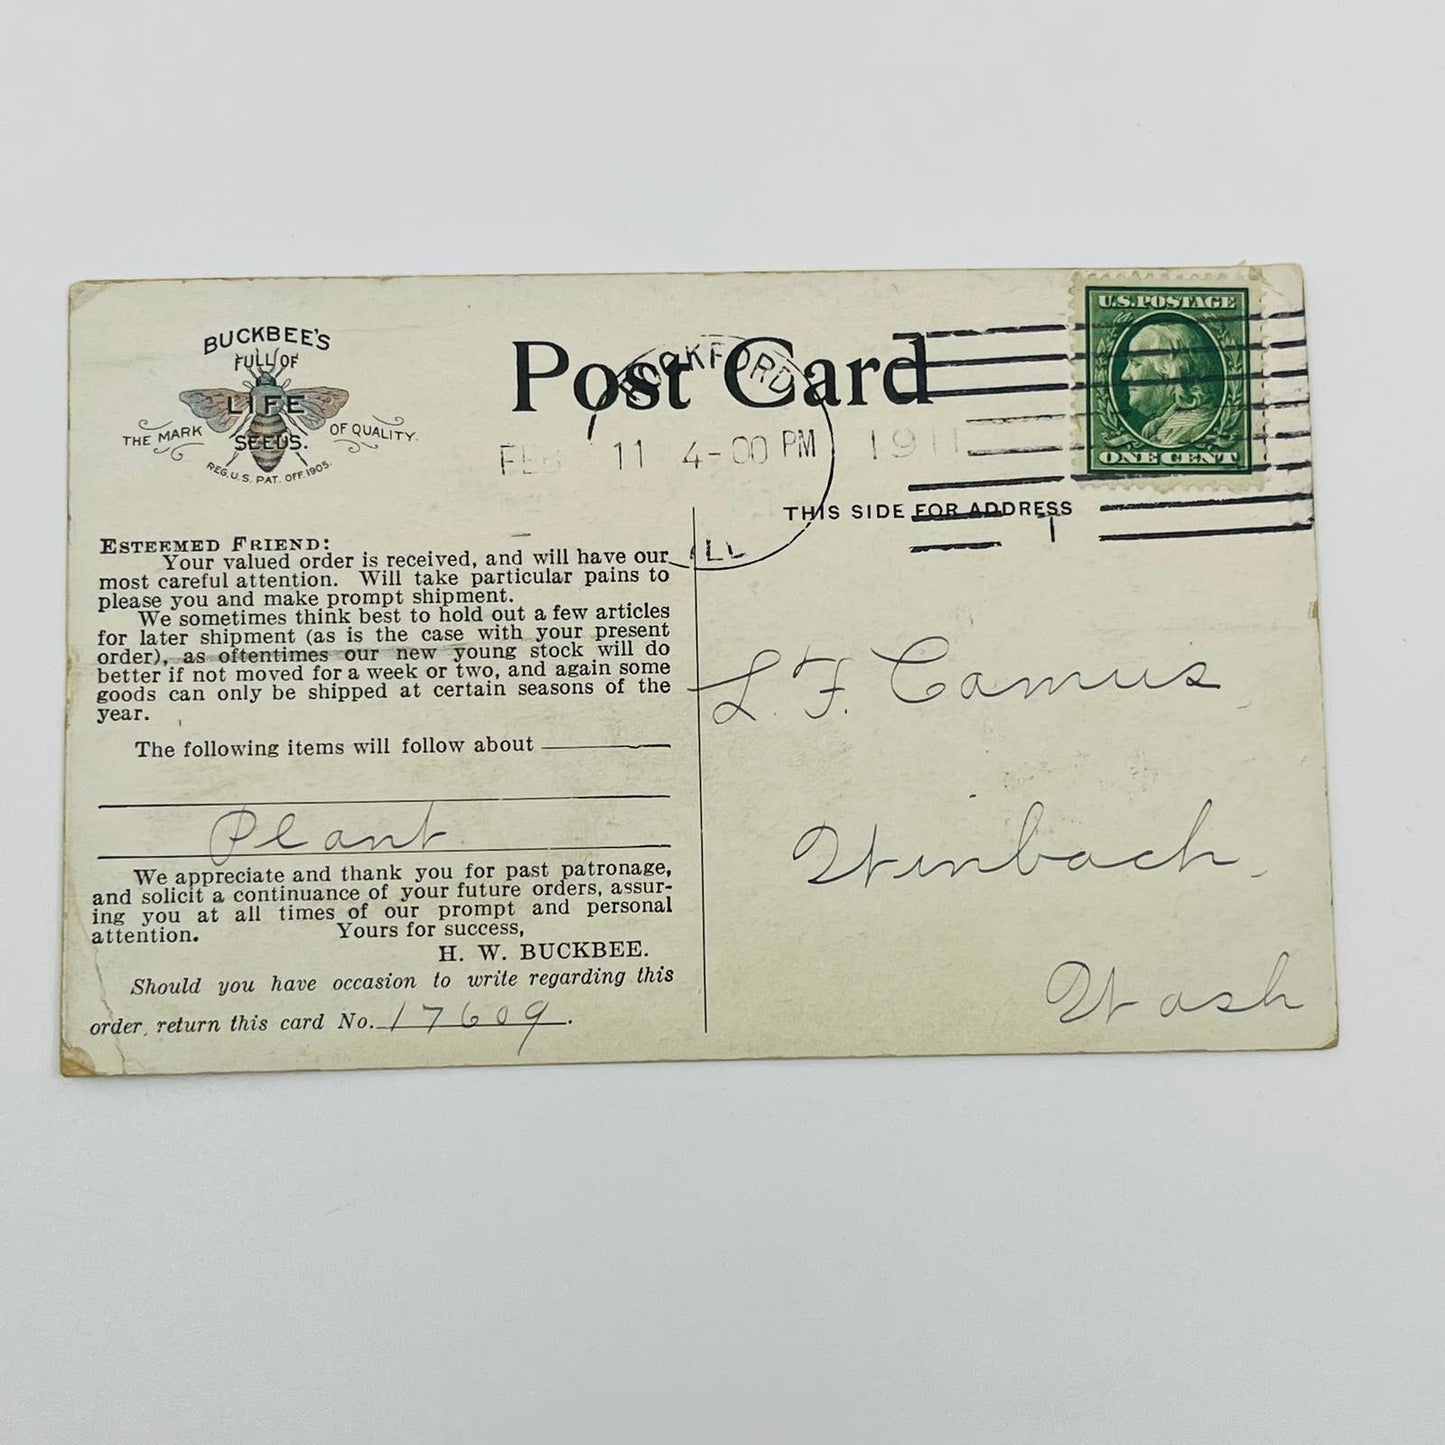 BUCKBEE'S
FULL OF
LIFE
SEEDS.
THE MARK OF QUALITY.
REG. U.S. PAT. OFF. 1905.
Post Card
ROCKFORD
FEB 11 4-00 PM 1911
ILL
U.S. POSTAGE
ONE CENT
THIS SIDE FOR ADDRESS
1
ESTEEMED FRIEND:
Your valued order is received, and will have our
most careful attention. Will take particular pains to
please you and make prompt shipment.
We sometimes think best to hold out a few articles
for later shipment (as is the case with your present
order), as oftentimes our new young stock will do
better if not moved for a week or two, and again some
goods can only be shipped at certain seasons of the
year.
The following items will follow about
Plant
We appreciate and thank you for past patronage,
and solicit a continuance of your future orders, assur-
ing you at all times of our prompt and personal
attention. Yours for success,
H. W. BUCKBEE.
Should you have occasion to write regarding this
order, return this card No. 17609.
L. F. Camus,
Winbach,
Wash